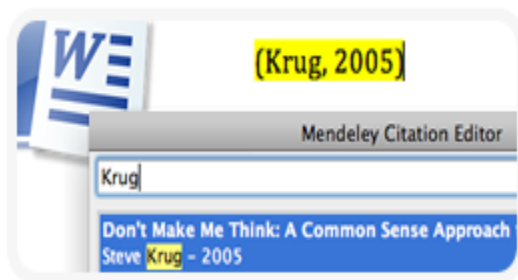 W
(Krug, 2005)
Mendeley Citation Editor
Krug
Don't Make Me Think: A Common Sense Approach
Steve Krug – 2005